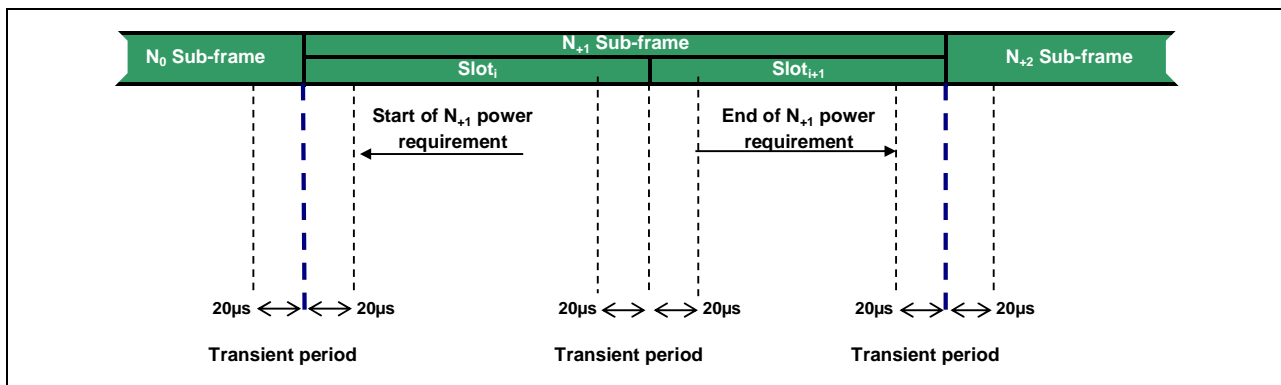 N₀ Sub-frame
N₊₁ Sub-frame
N₊₂ Sub-frame
Slotᵢ
Slotᵢ₊₁
Start of N₊₁ power
requirement
End of N₊₁ power
requirement
20µs 20µs 20µs 20µs 20µs 20µs
Transient period Transient period Transient period